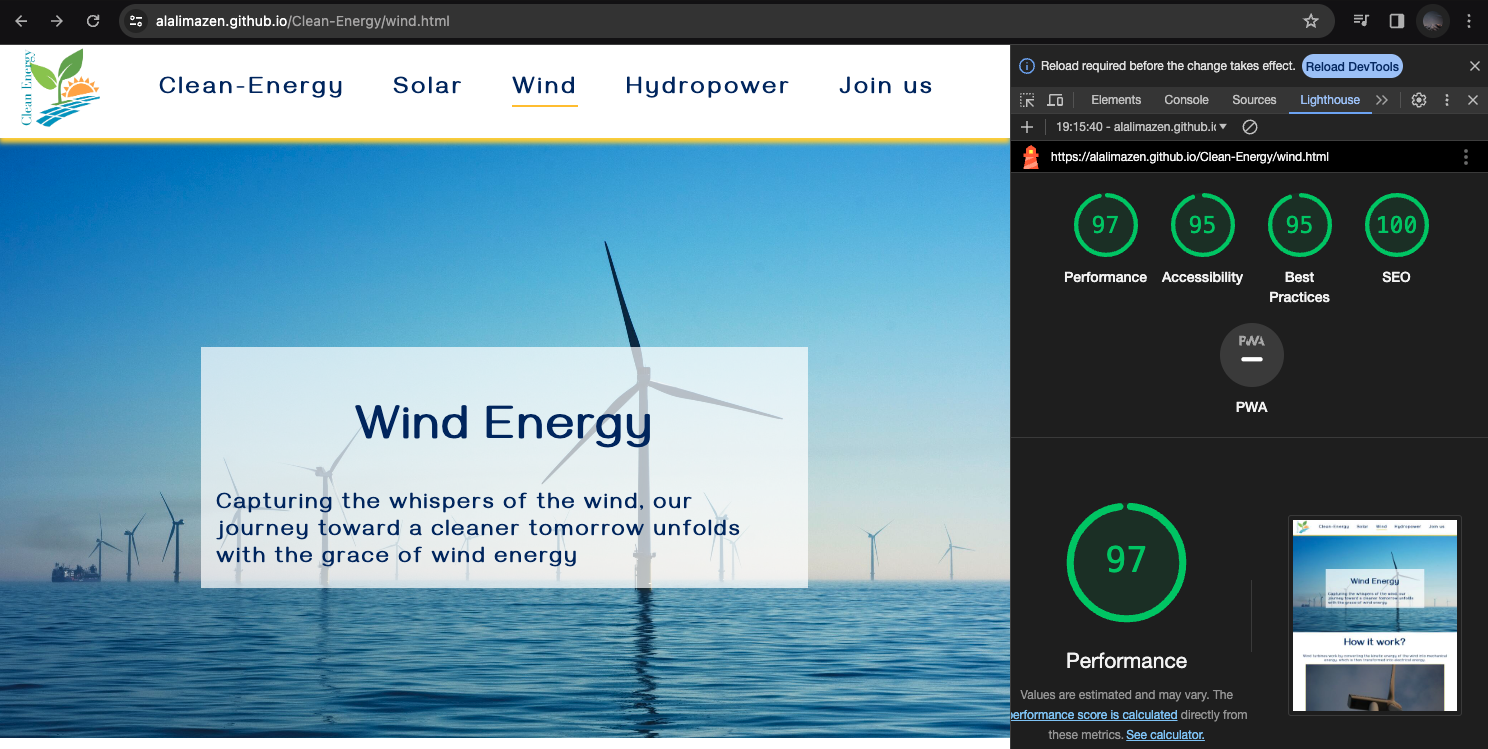 alalimazen.github.io/Clean-Energy/wind.html
Clean Energy
Clean-Energy
Solar
Wind
Hydropower
Join us
Wind Energy
Capturing the whispers of the wind, our
journey toward a cleaner tomorrow unfolds
with the grace of wind energy
Reload required before the change takes effect.
Reload DevTools
Elements
Console
Sources
Lighthouse
19:15:40 - alalimazen.github.i
https://alalimazen.github.io/Clean-Energy/wind.html
97
95
95
100
Performance
Accessibility
Best
Practices
SEO
PWA
PWA
97
Performance
Values are estimated and may vary. The
performance score is calculated directly from
these metrics. See calculator.
Clean-Energy
Solar
Wind
Hydropower
Join us
Wind Energy
Capturing the whispers of the wind, our
journey toward a cleaner tomorrow unfolds
with the grace of wind energy
How it work?